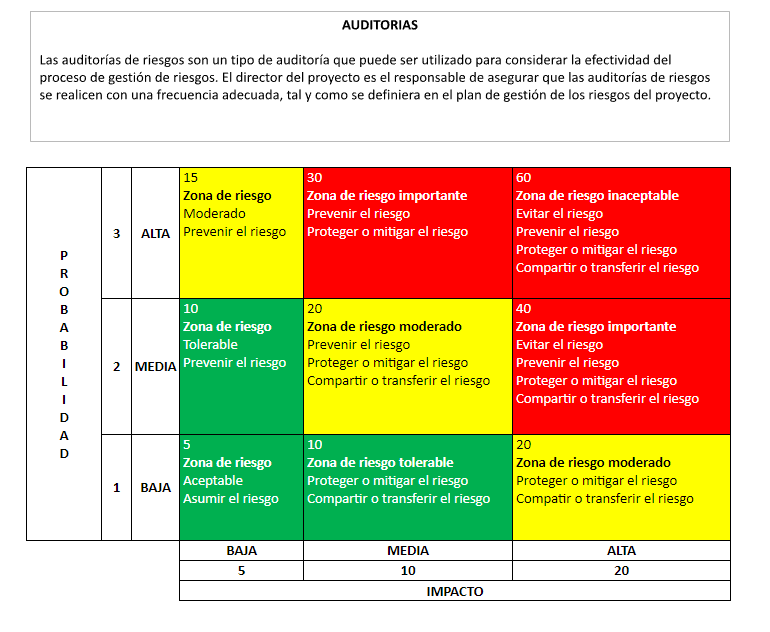 AUDITORIAS
Las auditorías de riesgos son un tipo de auditoría que puede ser utilizado para considerar la efectividad del
proceso de gestión de riesgos. El director del proyecto es el responsable de asegurar que las auditorías de riesgos
se realicen con una frecuencia adecuada, tal y como se definiera en el plan de gestión de los riesgos del proyecto.
PROBABILIDAD
3
ALTA
15
Zona de riesgo
Moderado
Prevenir el riesgo
30
Zona de riesgo importante
Prevenir el riesgo
Proteger o mitigar el riesgo
60
Zona de riesgo inaceptable
Evitar el riesgo
Prevenir el riesgo
Proteger o mitigar el riesgo
Compartir o transferir el riesgo
2
MEDIA
10
Zona de riesgo
Tolerable
Prevenir el riesgo
20
Zona de riesgo moderado
Prevenir el riesgo
Proteger o mitigar el riesgo
Compartir o transferir el riesgo
40
Zona de riesgo importante
Evitar el riesgo
Prevenir el riesgo
Proteger o mitigar el riesgo
Compartir o transferir el riesgo
1
BAJA
5
Zona de riesgo
Aceptable
Asumir el riesgo
10
Zona de riesgo tolerable
Proteger o mitigar el riesgo
Compartir o transferir el riesgo
20
Zona de riesgo moderado
Proteger o mitigar el riesgo
Compatir o transferir el riesgo
BAJA
MEDIA
ALTA
5
10
20
IMPACTO